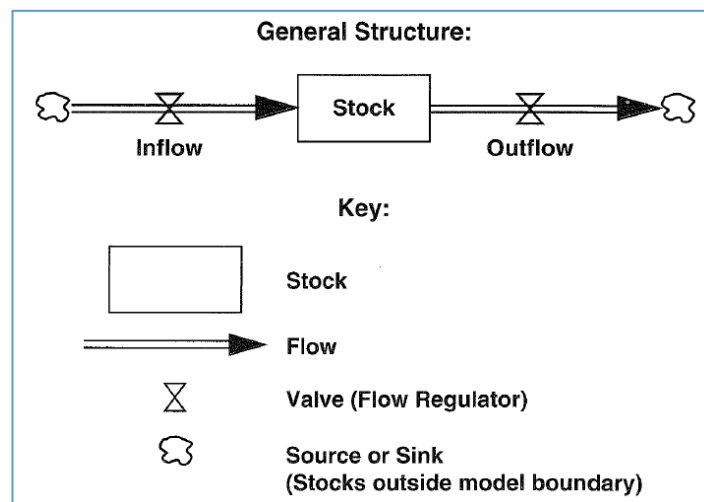 General Structure:
Stock
Inflow
Outflow
Key:
Stock
Flow
Valve (Flow Regulator)
Source or Sink
(Stocks outside model boundary)